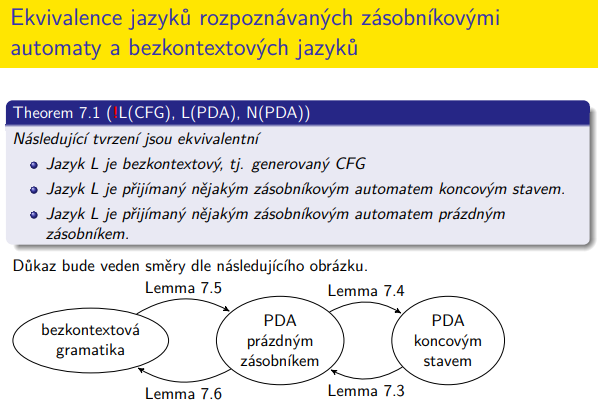 Ekvivalence jazyků rozpoznávaných zásobníkovými
automaty a bezkontextových jazyků
Theorem 7.1 (!L(CFG), L(PDA), N(PDA))
Následující tvrzení jsou ekvivalentní
Jazyk L je bezkontextový, tj. generovaný CFG
Jazyk L je přijímaný nějakým zásobníkovým automatem koncovým stavem.
Jazyk L je přijímaný nějakým zásobníkovým automatem prázdným
zásobníkem.
Důkaz bude veden směry dle následujícího obrázku.
Lemma 7.5
Lemma 7.4
bezkontextová
gramatika
PDA
prázdným
zásobníkem
PDA
koncovým
stavem
Lemma 7.6
Lemma 7.3